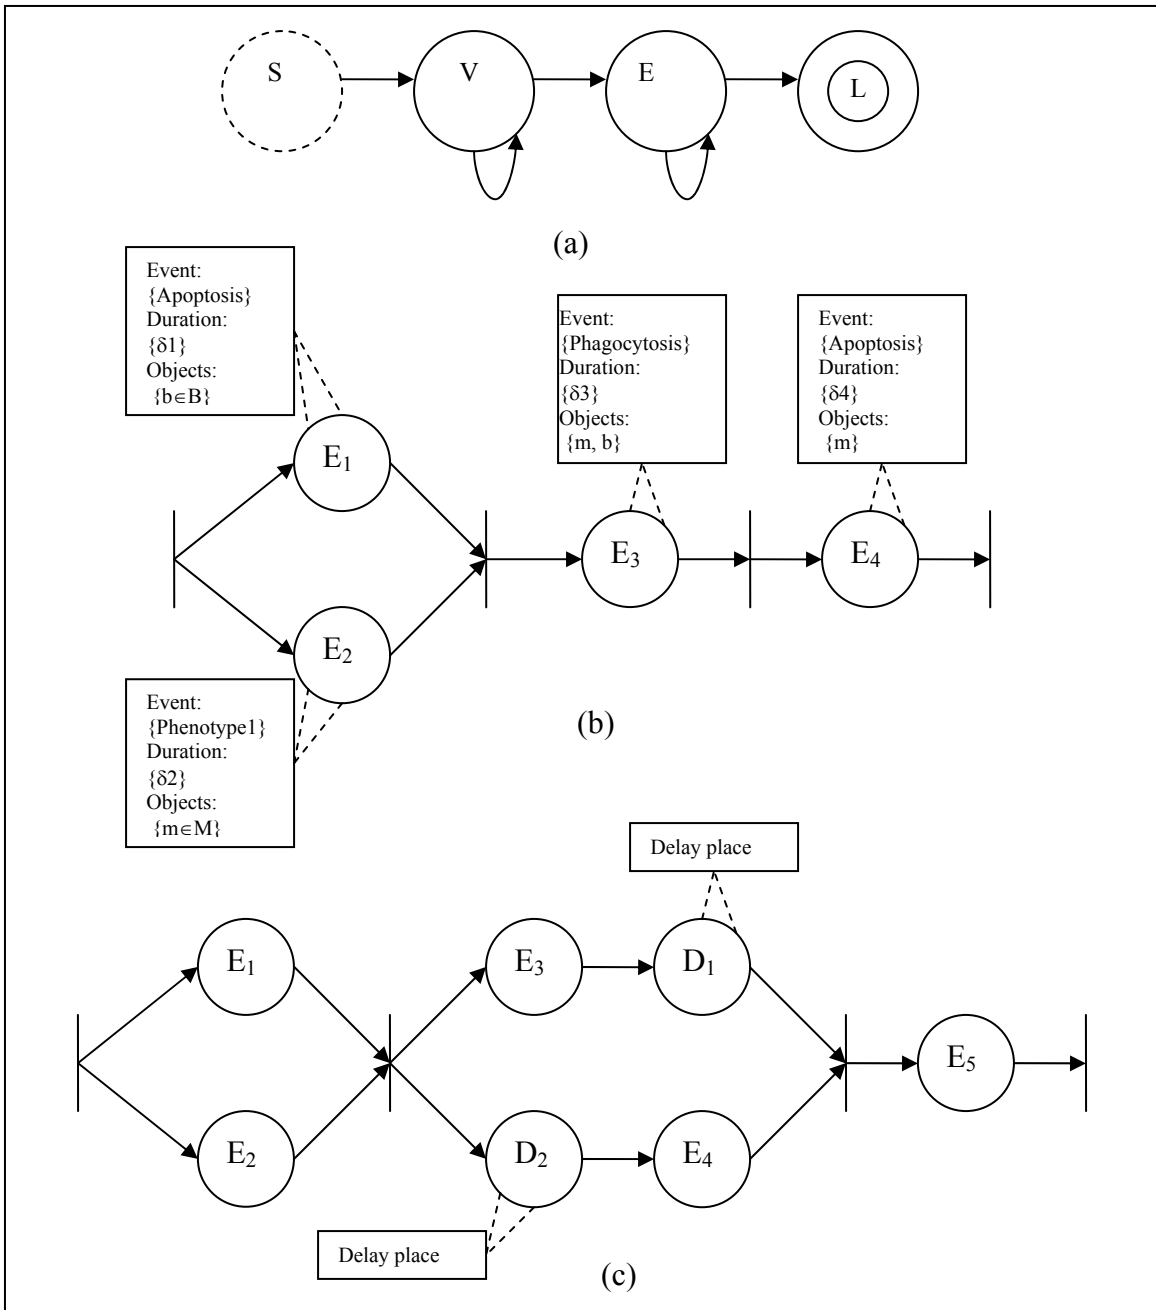 S
V
E
L
(a)
Event:
{Apoptosis}
Duration:
{δ1}
Objects:
{b∈B}
Event:
{Phagocytosis}
Duration:
{δ3}
Objects:
{m, b}
Event:
{Apoptosis}
Duration:
{δ4}
Objects:
{m}
E1
E3
E4
E2
Event:
{Phenotype1}
Duration:
{δ2}
Objects:
{m∈M}
(b)
Delay place
E1
E3
D1
E5
E2
D2
E4
Delay place
(c)